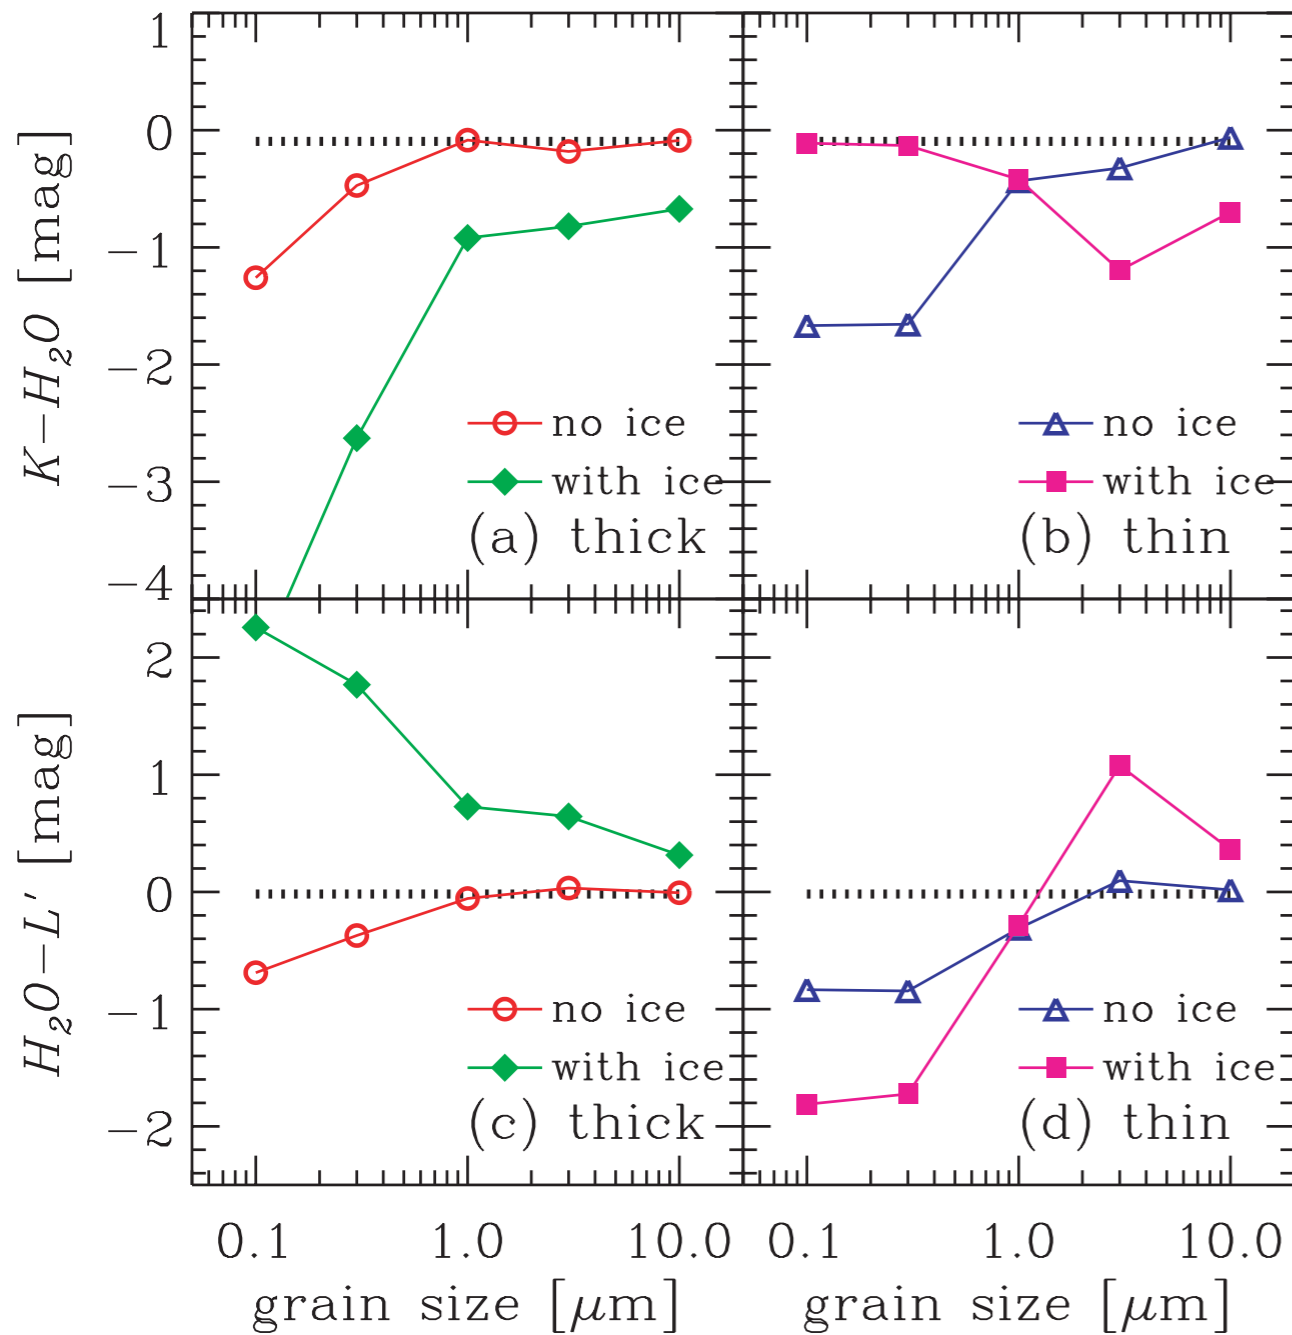 K−H₂O [mag]
1
0
−1
−2
−3
−4
no ice
with ice
(a) thick
no ice
with ice
(b) thin
H₂O−L′ [mag]
2
1
0
−1
−2
no ice
with ice
(c) thick
no ice
with ice
(d) thin
0.1 1.0 10.0
0.1 1.0 10.0
grain size [μm]
grain size [μm]